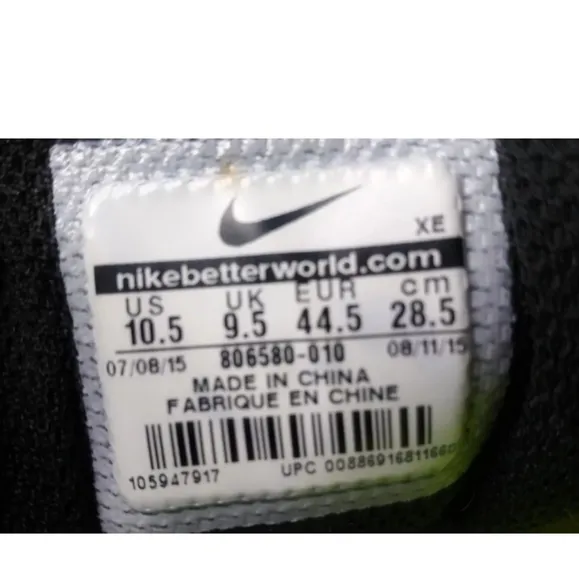 XE
nikebetterworld.com
US UK EUR cm
10.5 9.5 44.5 28.5
07/08/15 806580-010 08/11/15
MADE IN CHINA
FABRIQUE EN CHINE
105947917 UPC